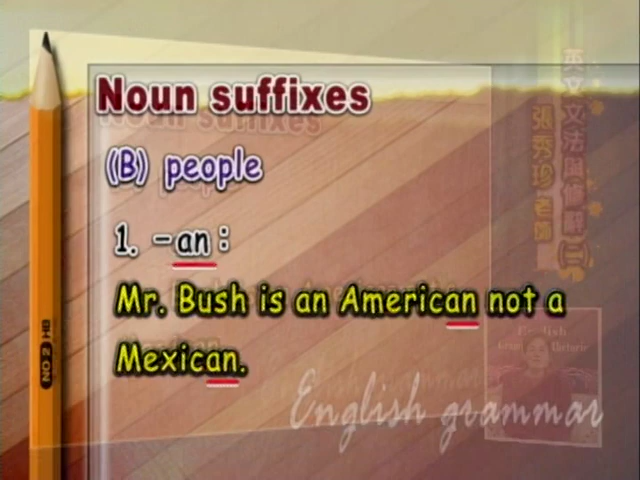 Noun suffixes
(B) people
1. -an :
Mr. Bush is an American not a
Mexican.
English grammar
英文文法與修辭(二)
張秀珍老師
English
NO 2 HB